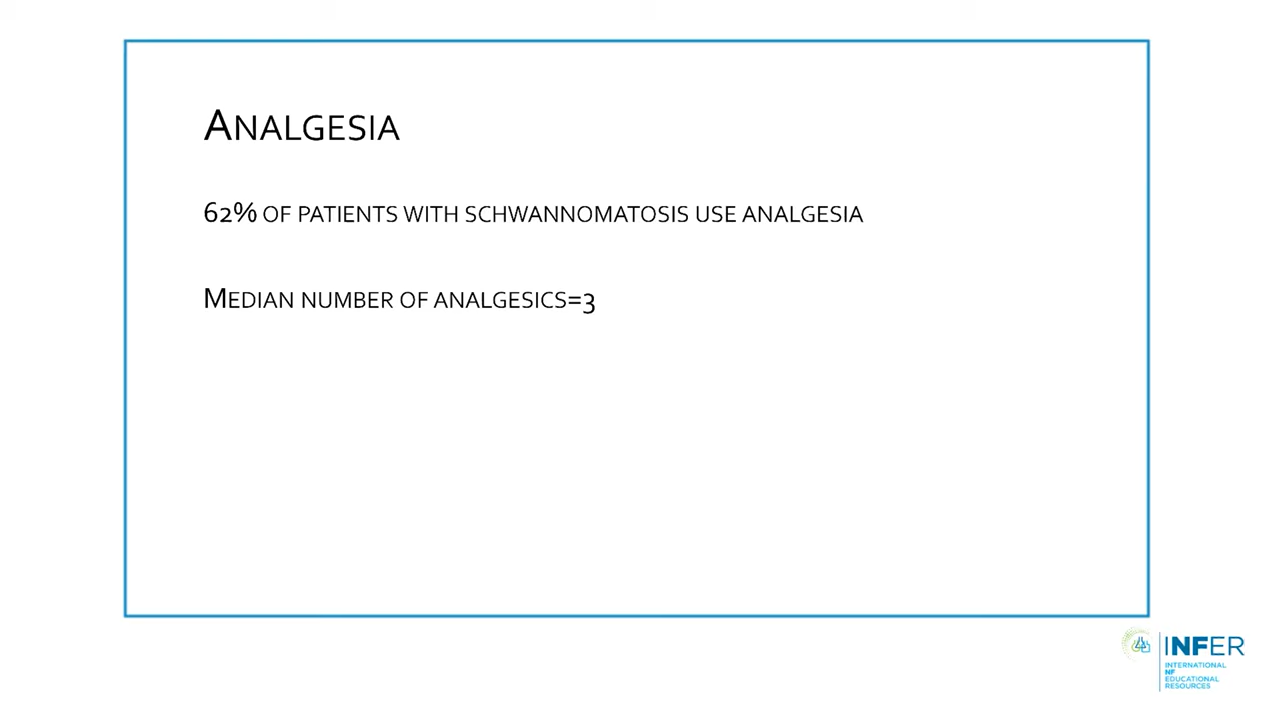 ANALGESIA
62% OF PATIENTS WITH SCHWANNOMATOSIS USE ANALGESIA
MEDIAN NUMBER OF ANALGESICS=3
INFER
INTERNATIONAL
NF
EDUCATIONAL
RESOURCES